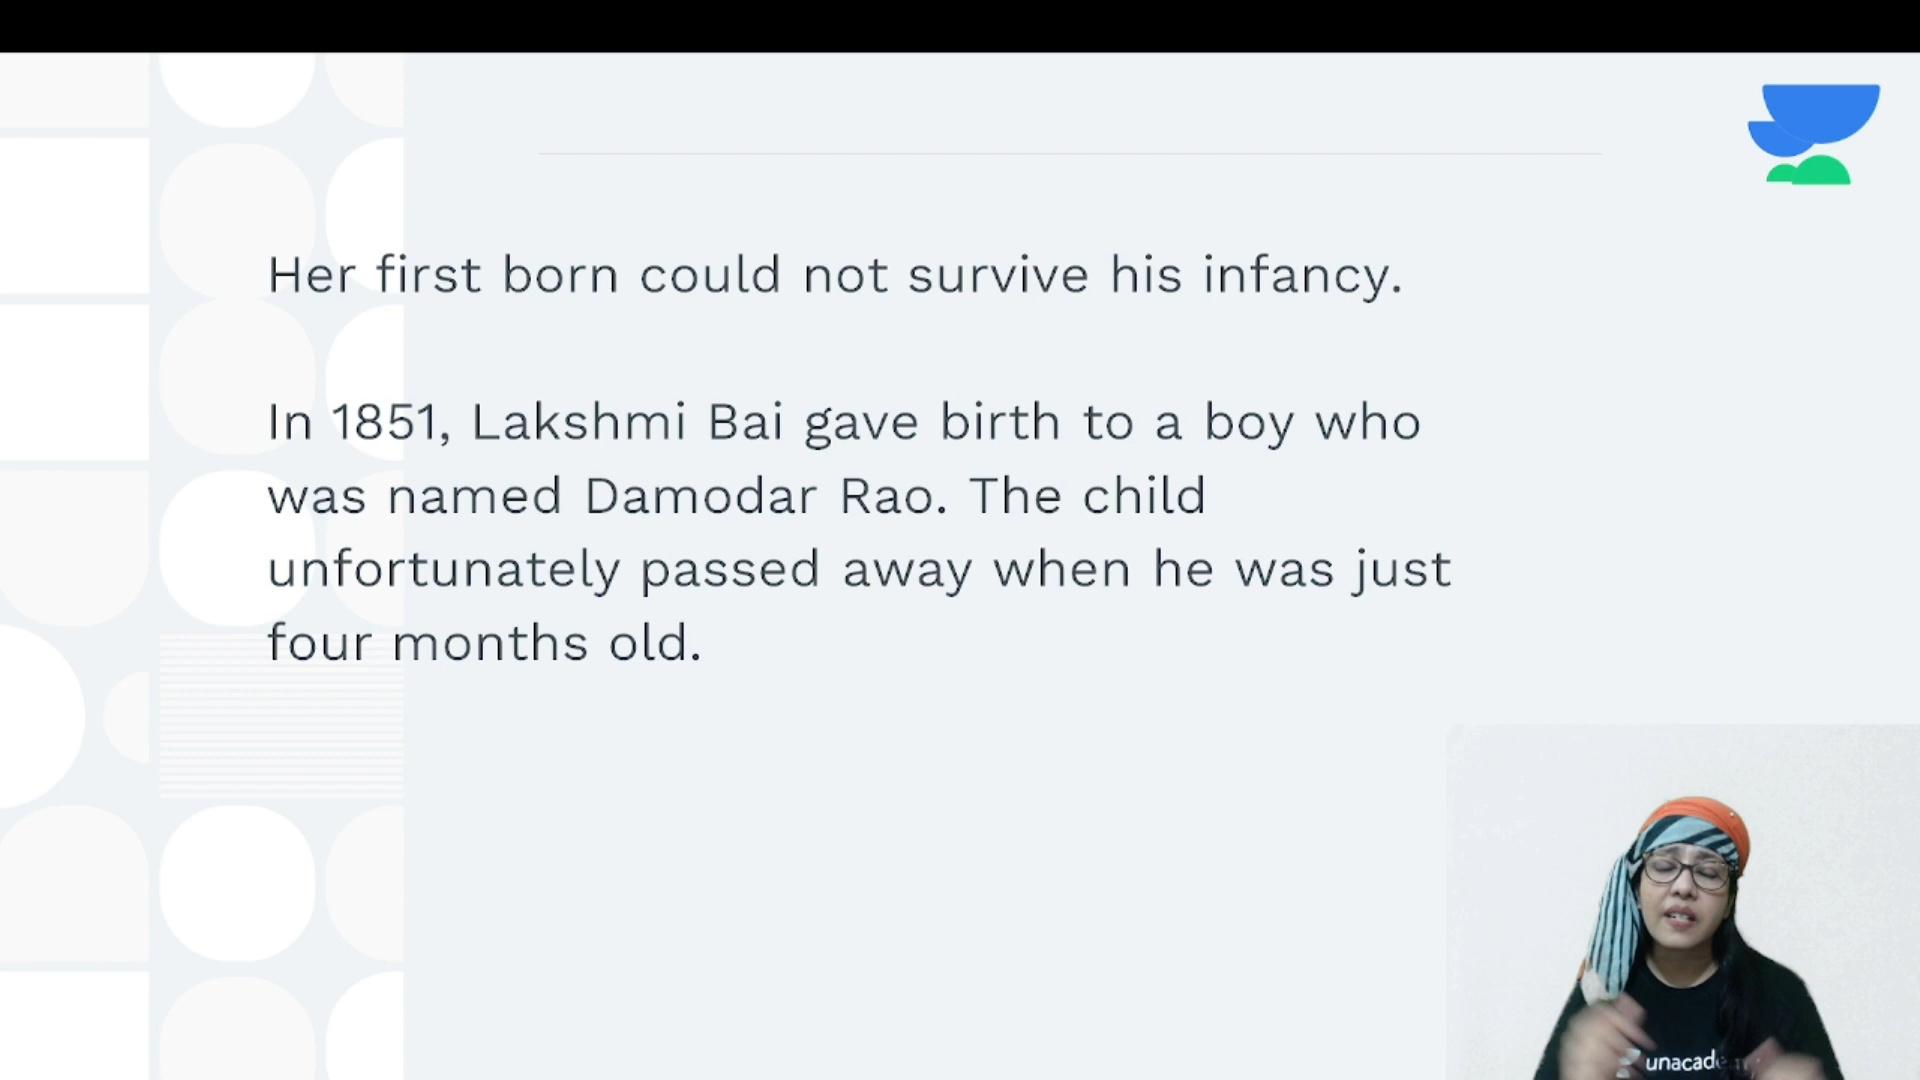 Her first born could not survive his infancy.
In 1851, Lakshmi Bai gave birth to a boy who
was named Damodar Rao. The child
unfortunately passed away when he was just
four months old.